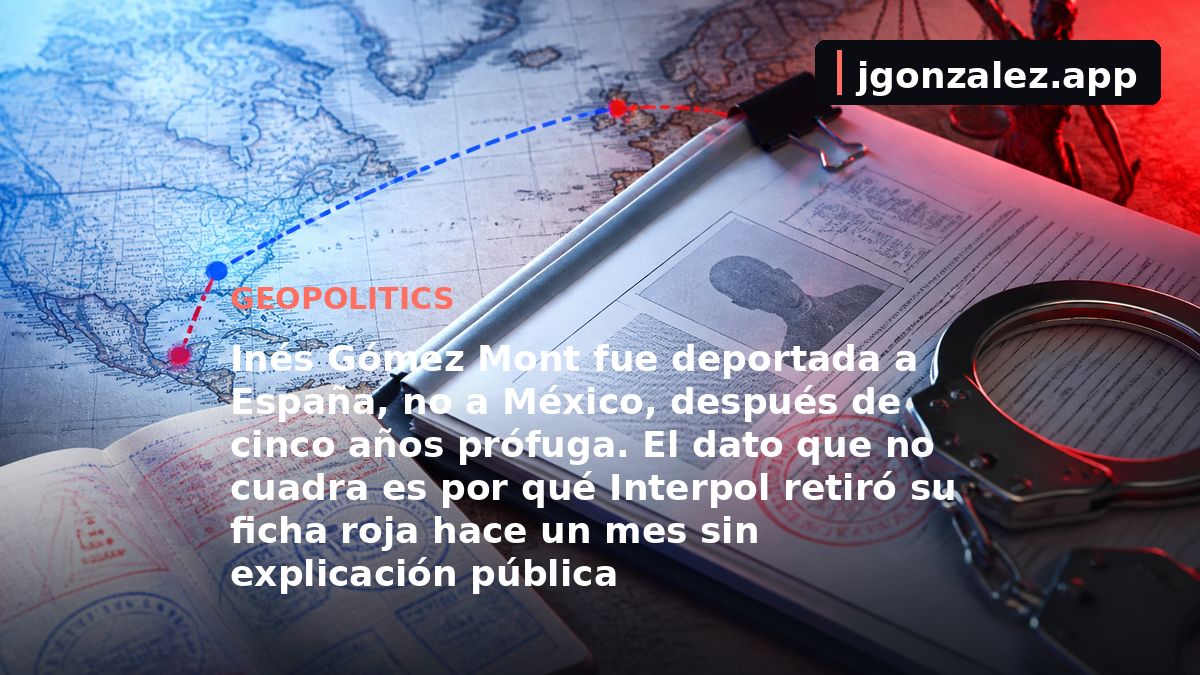 jgonzalez.app
GEOPOLITICS
Inés Gómez Mont fue deportada a
España, no a México, después de
cinco años prófuga. El dato que no
cuadra es por qué Interpol retiró su
ficha roja hace un mes sin
explicación pública